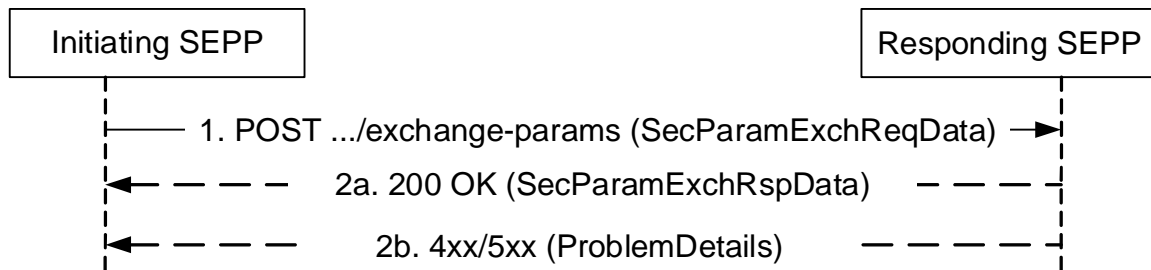 Initiating SEPP
Responding SEPP
1. POST .../exchange-params (SecParamExchReqData)
2a. 200 OK (SecParamExchRspData)
2b. 4xx/5xx (ProblemDetails)